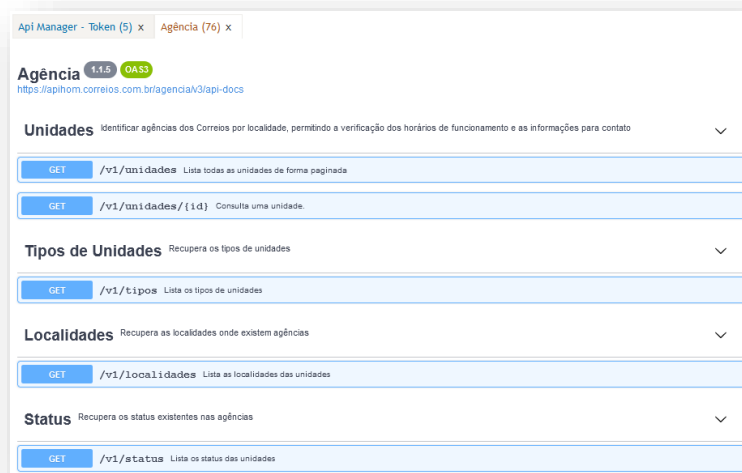 Api Manager - Token (5) x Agência (76) x
Agência 1.1.5 OAS3
https://apihom.correios.com.br/agencia/v3/api-docs
Unidades Identificar agências dos Correios por localidade, permitindo a verificação dos horários de funcionamento e as informações para contato
GET /v1/unidades Lista todas as unidades de forma paginada
GET /v1/unidades/{id} Consulta uma unidade.
Tipos de Unidades Recupera os tipos de unidades
GET /v1/tipos Lista os tipos de unidades
Localidades Recupera as localidades onde existem agências
GET /v1/localidades Lista as localidades das unidades
Status Recupera os status existentes nas agências
GET /v1/status Lista os status das unidades